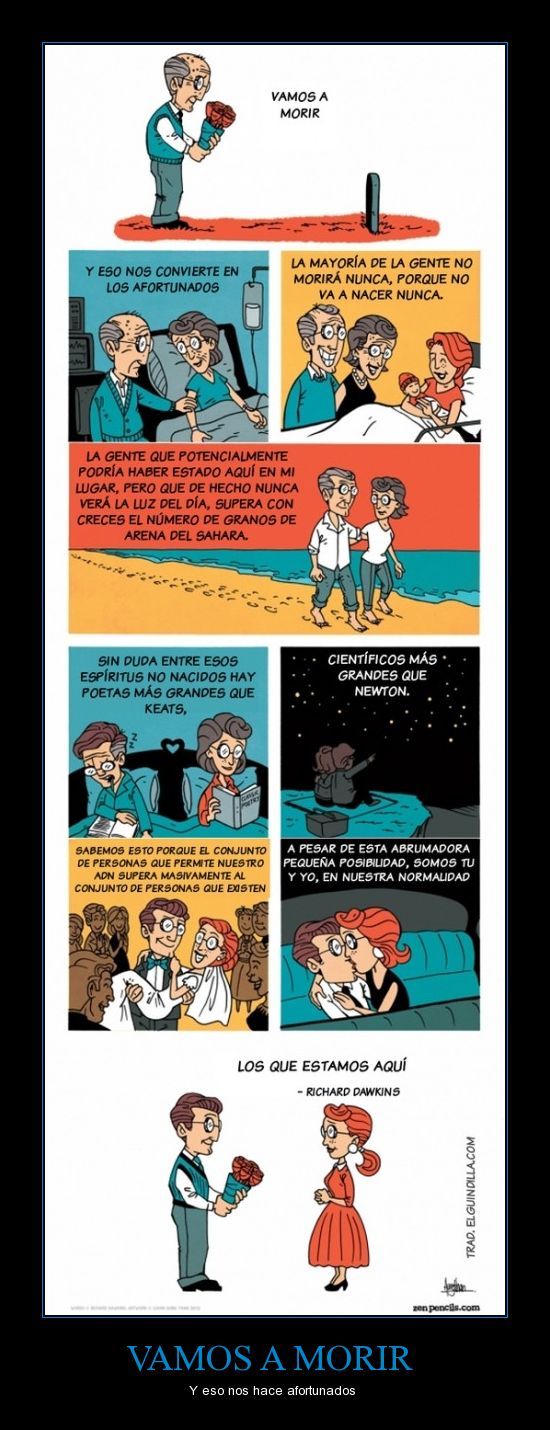 VAMOS A
MORIR
Y ESO NOS CONVIERTE EN
LOS AFORTUNADOS
LA MAYORÍA DE LA GENTE NO
MORIRÁ NUNCA, PORQUE NO
VA A NACER NUNCA.
LA GENTE QUE POTENCIALMENTE
PODRÍA HABER ESTADO AQUÍ EN MI
LUGAR, PERO QUE DE HECHO NUNCA
VERÁ LA LUZ DEL DÍA, SUPERA CON
CRECES EL NÚMERO DE GRANOS DE
ARENA DEL SAHARA.
SIN DUDA ENTRE ESOS
ESPÍRITUS NO NACIDOS HAY
POETAS MÁS GRANDES QUE
KEATS,
Z Z
CIENTÍFICOS MÁS
GRANDES QUE
NEWTON.
SABEMOS ESTO PORQUE EL CONJUNTO
DE PERSONAS QUE PERMITE NUESTRO
ADN SUPERA MASIVAMENTE AL
CONJUNTO DE PERSONAS QUE EXISTEN
A PESAR DE ESTA ABRUMADORA
PEQUEÑA POSIBILIDAD, SOMOS TU
Y YO, EN NUESTRA NORMALIDAD
LOS QUE ESTAMOS AQUÍ
- RICHARD DAWKINS
TRAD. ELGUINDILLA.COM
zenpencils.com
VAMOS A MORIR
Y eso nos hace afortunados